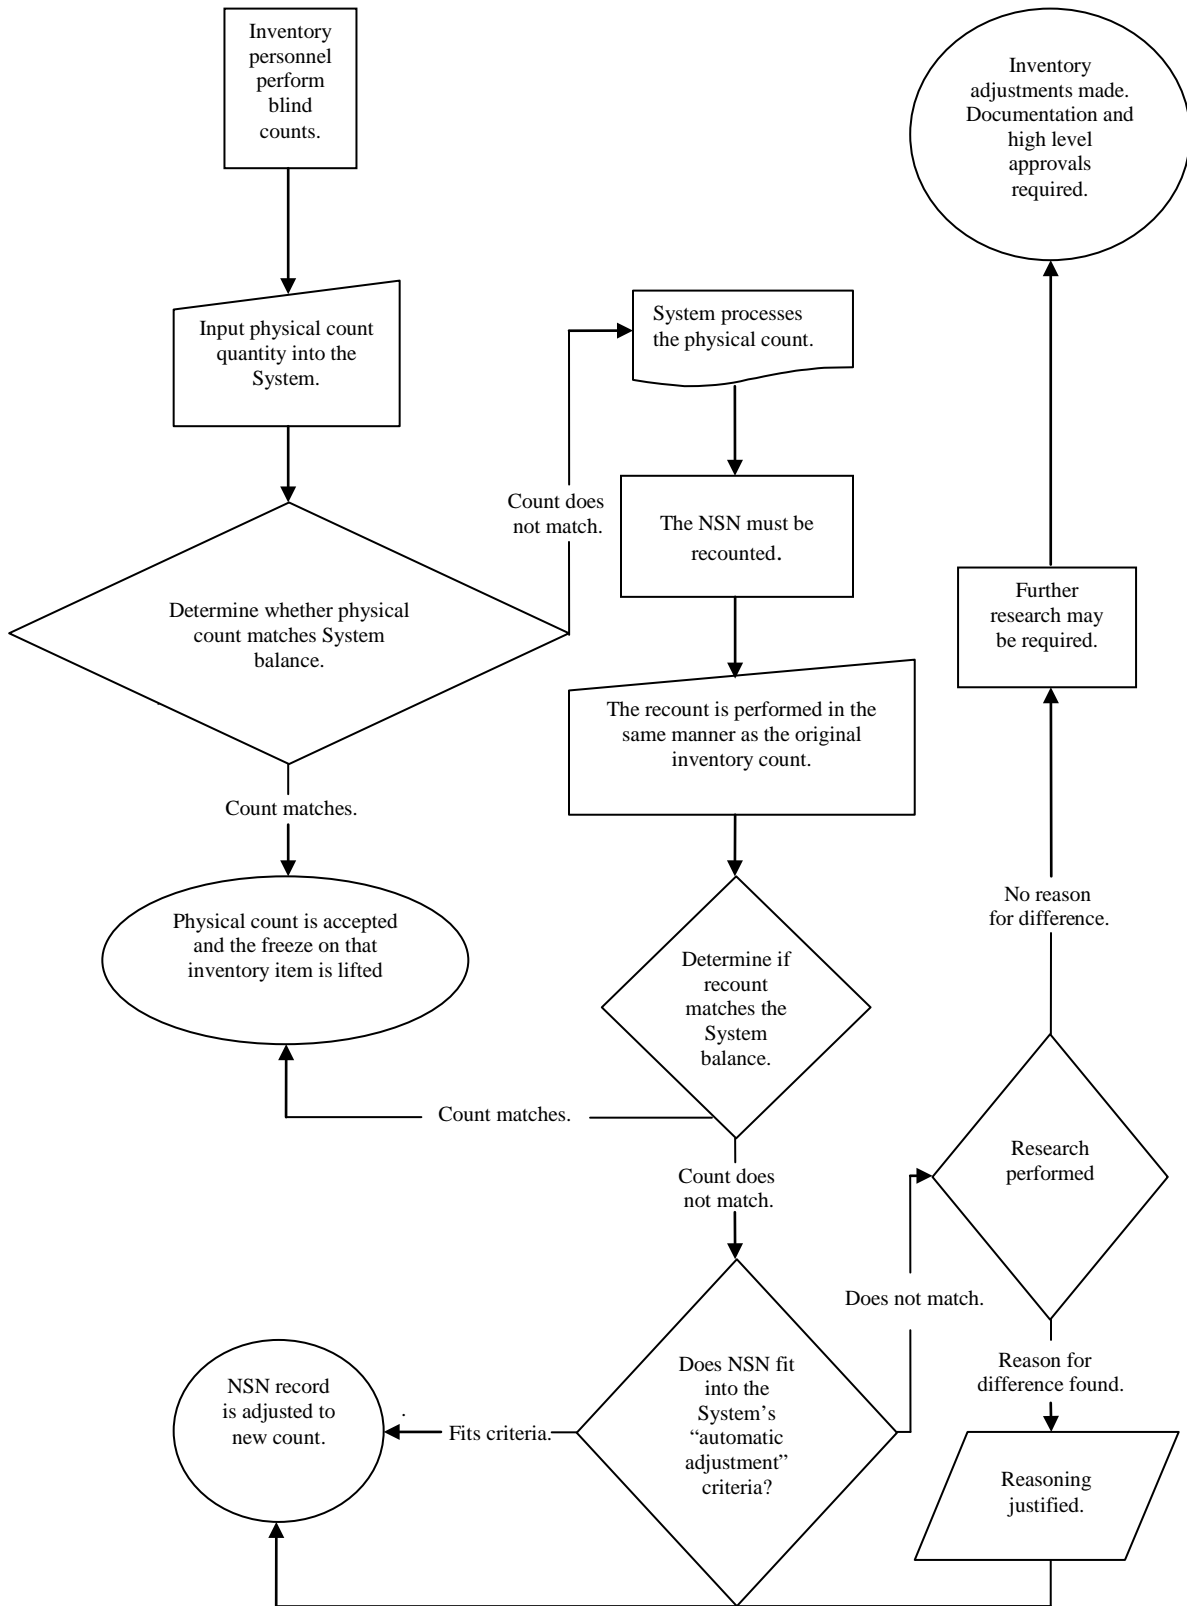 Inventory
personnel
perform
blind
counts.
Inventory
adjustments made.
Documentation and
high level
approvals
required.
Input physical count
quantity into the
System.
System processes
the physical count.
Count does
not match.
The NSN must be
recounted.
Determine whether physical
count matches System
balance.
Further
research may
be required.
The recount is performed in the
same manner as the original
inventory count.
Count matches.
Physical count is accepted
and the freeze on that
inventory item is lifted
No reason
for difference.
Determine if
recount
matches the
System
balance.
Count matches.
Research
performed
Count does
not match.
Does not match.
Reason for
difference found.
Does NSN fit
into the
System’s
“automatic
adjustment”
criteria?
Fits criteria.
NSN record
is adjusted to
new count.
.
Reasoning
justified.